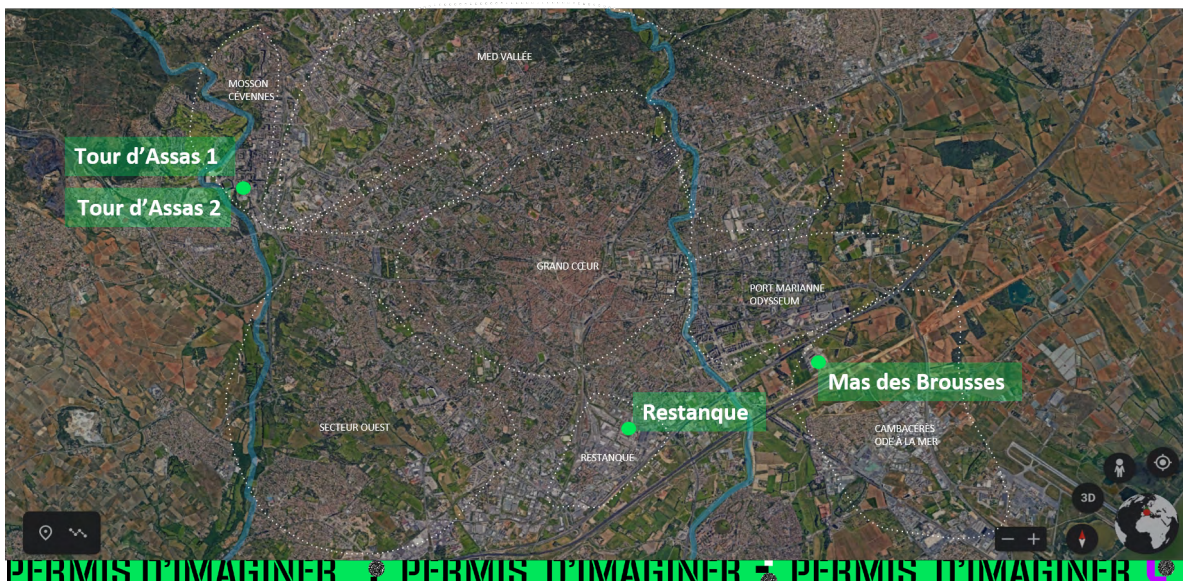 MED VALLÉE
MOSSON
CÉVENNES
Tour d'Assas 1
Tour d'Assas 2
GRAND CŒUR
PORT MARIANNE
ODYSSEUM
Mas des Brousses
Restanque
SECTEUR OUEST
CAMBACÉRÈS
ODE À LA MER
RESTANQUE
3D
PERMIS D'IMAGINER PERMIS D'IMAGINER PERMIS D'IMAGINER